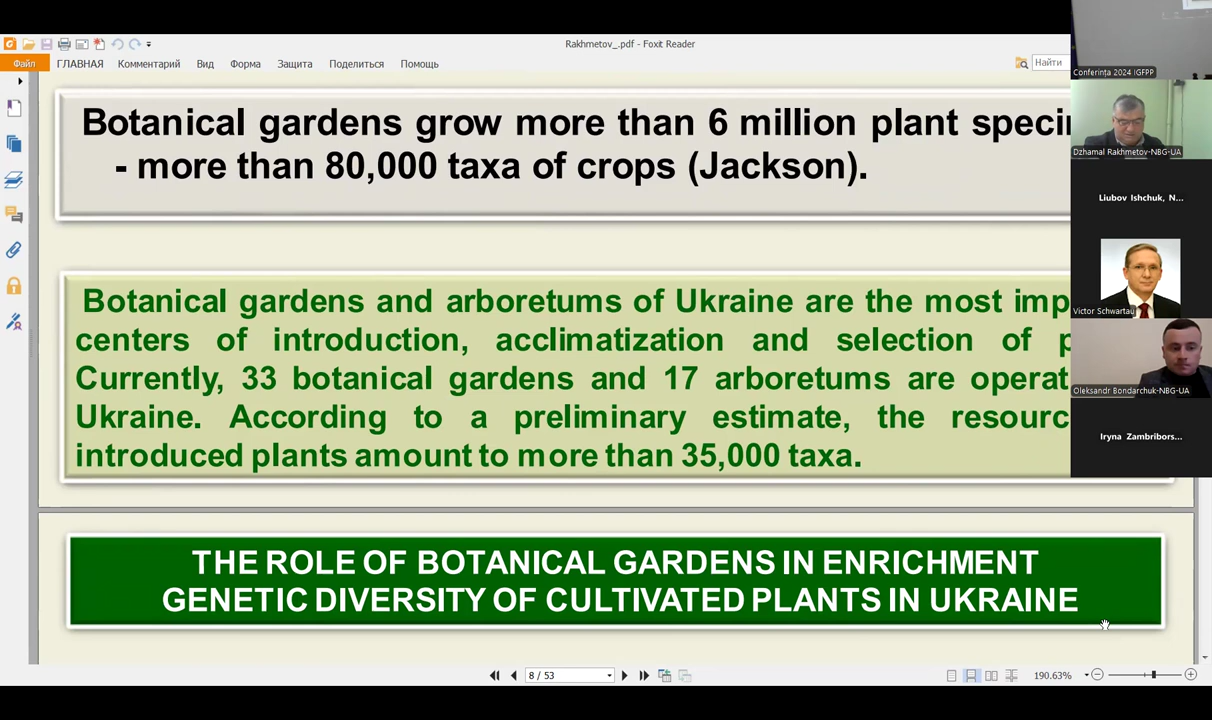 Rakhmetov_.pdf - Foxit Reader
Файл ГЛАВНАЯ Комментарий Вид Форма Защита Поделиться Помощь Найти
Conferința 2024 IGFPP
Botanical gardens grow more than 6 million plant
- more than 80,000 taxa of crops (Jackson).
Dzhamal Rakhmetov-NBG-UA
Liubov Ishchuk, N...
Botanical gardens and arboretums of Ukraine are the most
centers of introduction, acclimatization and selection of
Currently, 33 botanical gardens and 17 arboretums are
Ukraine. According to a preliminary estimate, the
introduced plants amount to more than 35,000 taxa.
Victor Schwartau
Oleksandr Bondarchuk-NBG-UA
Iryna Zambribors...
THE ROLE OF BOTANICAL GARDENS IN ENRICHMENT
GENETIC DIVERSITY OF CULTIVATED PLANTS IN UKRAINE
8 / 53
190.63%